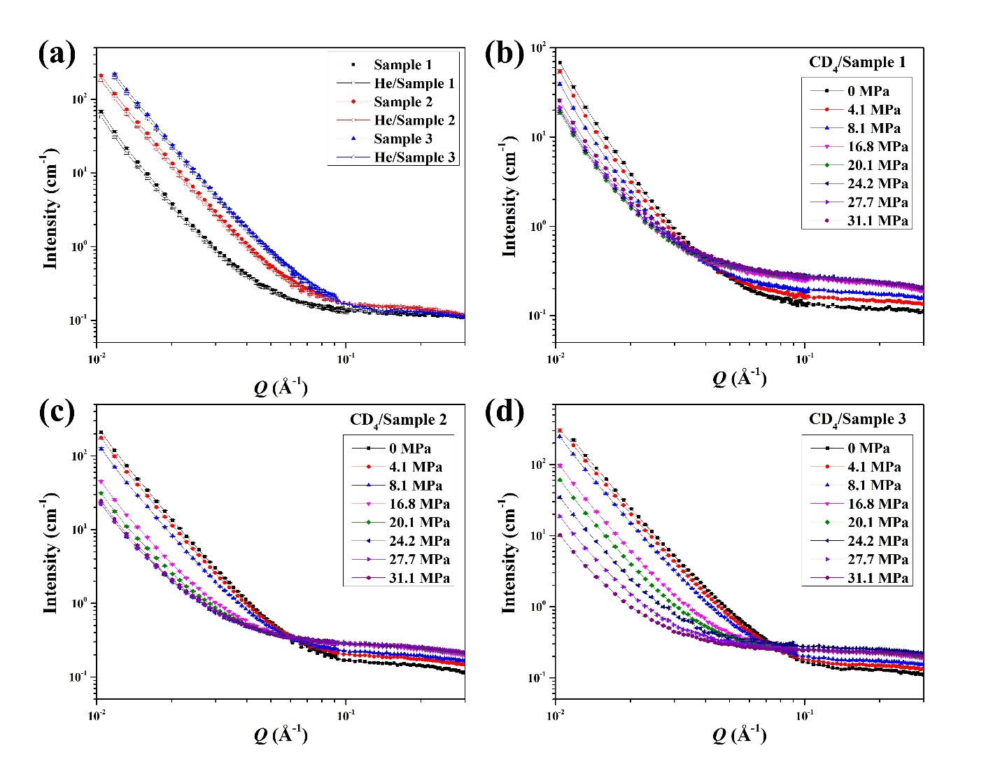 (a)
Sample 1
He/Sample 1
Sample 2
He/Sample 2
Sample 3
He/Sample 3
10²
10¹
10⁰
10⁻¹
Intensity (cm⁻¹)
10⁻²
10⁻¹
Q (Å⁻¹)
(b)
CD₄/Sample 1
0 MPa
4.1 MPa
8.1 MPa
16.8 MPa
20.1 MPa
24.2 MPa
27.7 MPa
31.1 MPa
10²
10¹
10⁰
10⁻¹
Intensity (cm⁻¹)
10⁻²
10⁻¹
Q (Å⁻¹)
(c)
CD₄/Sample 2
0 MPa
4.1 MPa
8.1 MPa
16.8 MPa
20.1 MPa
24.2 MPa
27.7 MPa
31.1 MPa
10²
10¹
10⁰
10⁻¹
Intensity (cm⁻¹)
10⁻²
10⁻¹
Q (Å⁻¹)
(d)
CD₄/Sample 3
0 MPa
4.1 MPa
8.1 MPa
16.8 MPa
20.1 MPa
24.2 MPa
27.7 MPa
31.1 MPa
10²
10¹
10⁰
10⁻¹
Intensity (cm⁻¹)
10⁻²
10⁻¹
Q (Å⁻¹)